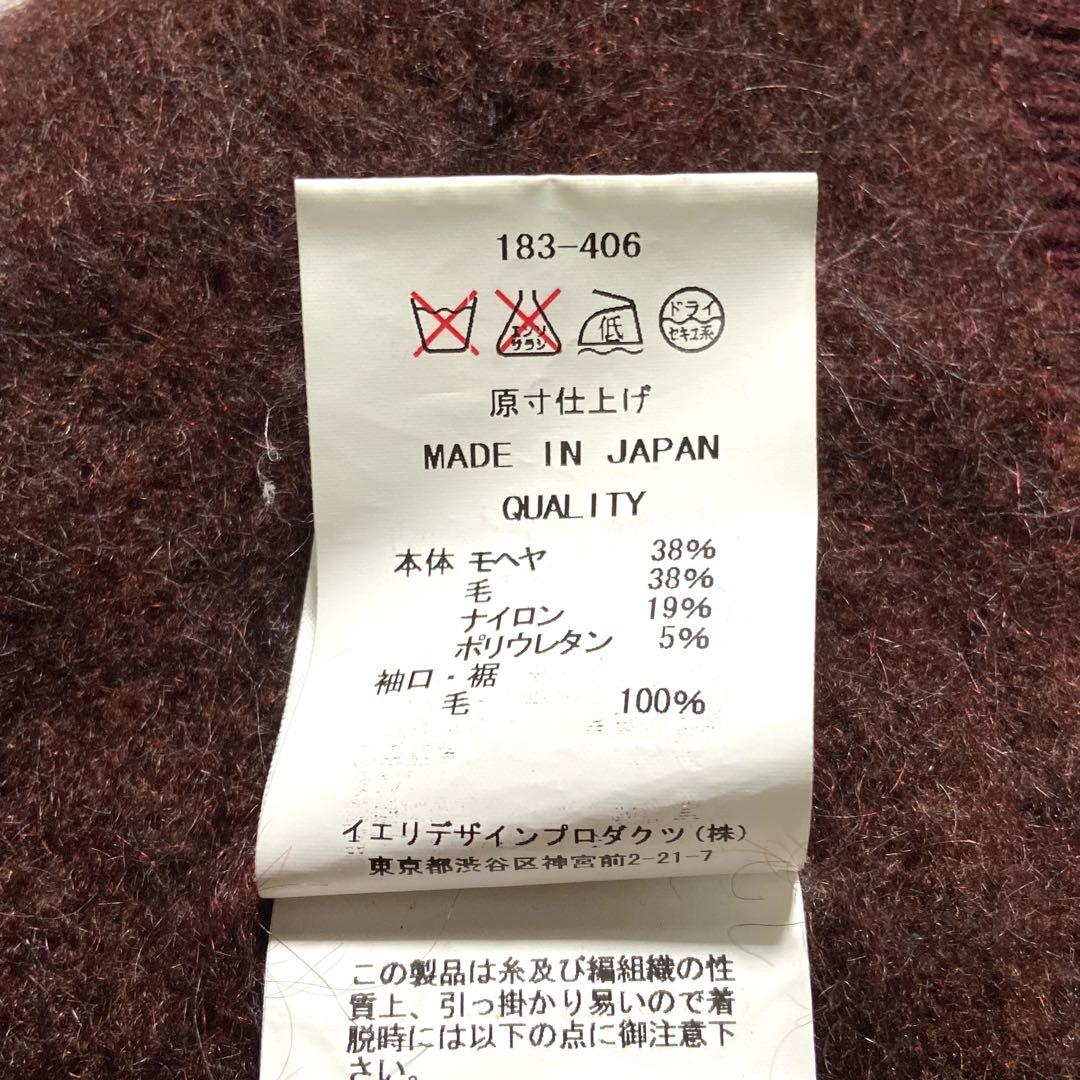 183-406
エンソ
サラシ
低
ドライ
セキユ系
原寸仕上げ
MADE IN JAPAN
QUALITY
本体 モヘヤ 38%
毛 38%
ナイロン 19%
ポリウレタン 5%
袖口・裾
毛 100%
イエリデザインプロダクツ(株)
東京都渋谷区神宮前2-21-7
この製品は糸及び編組織の性
質上、引っ掛かり易いので着
脱時には以下の点に御注意下
さい。